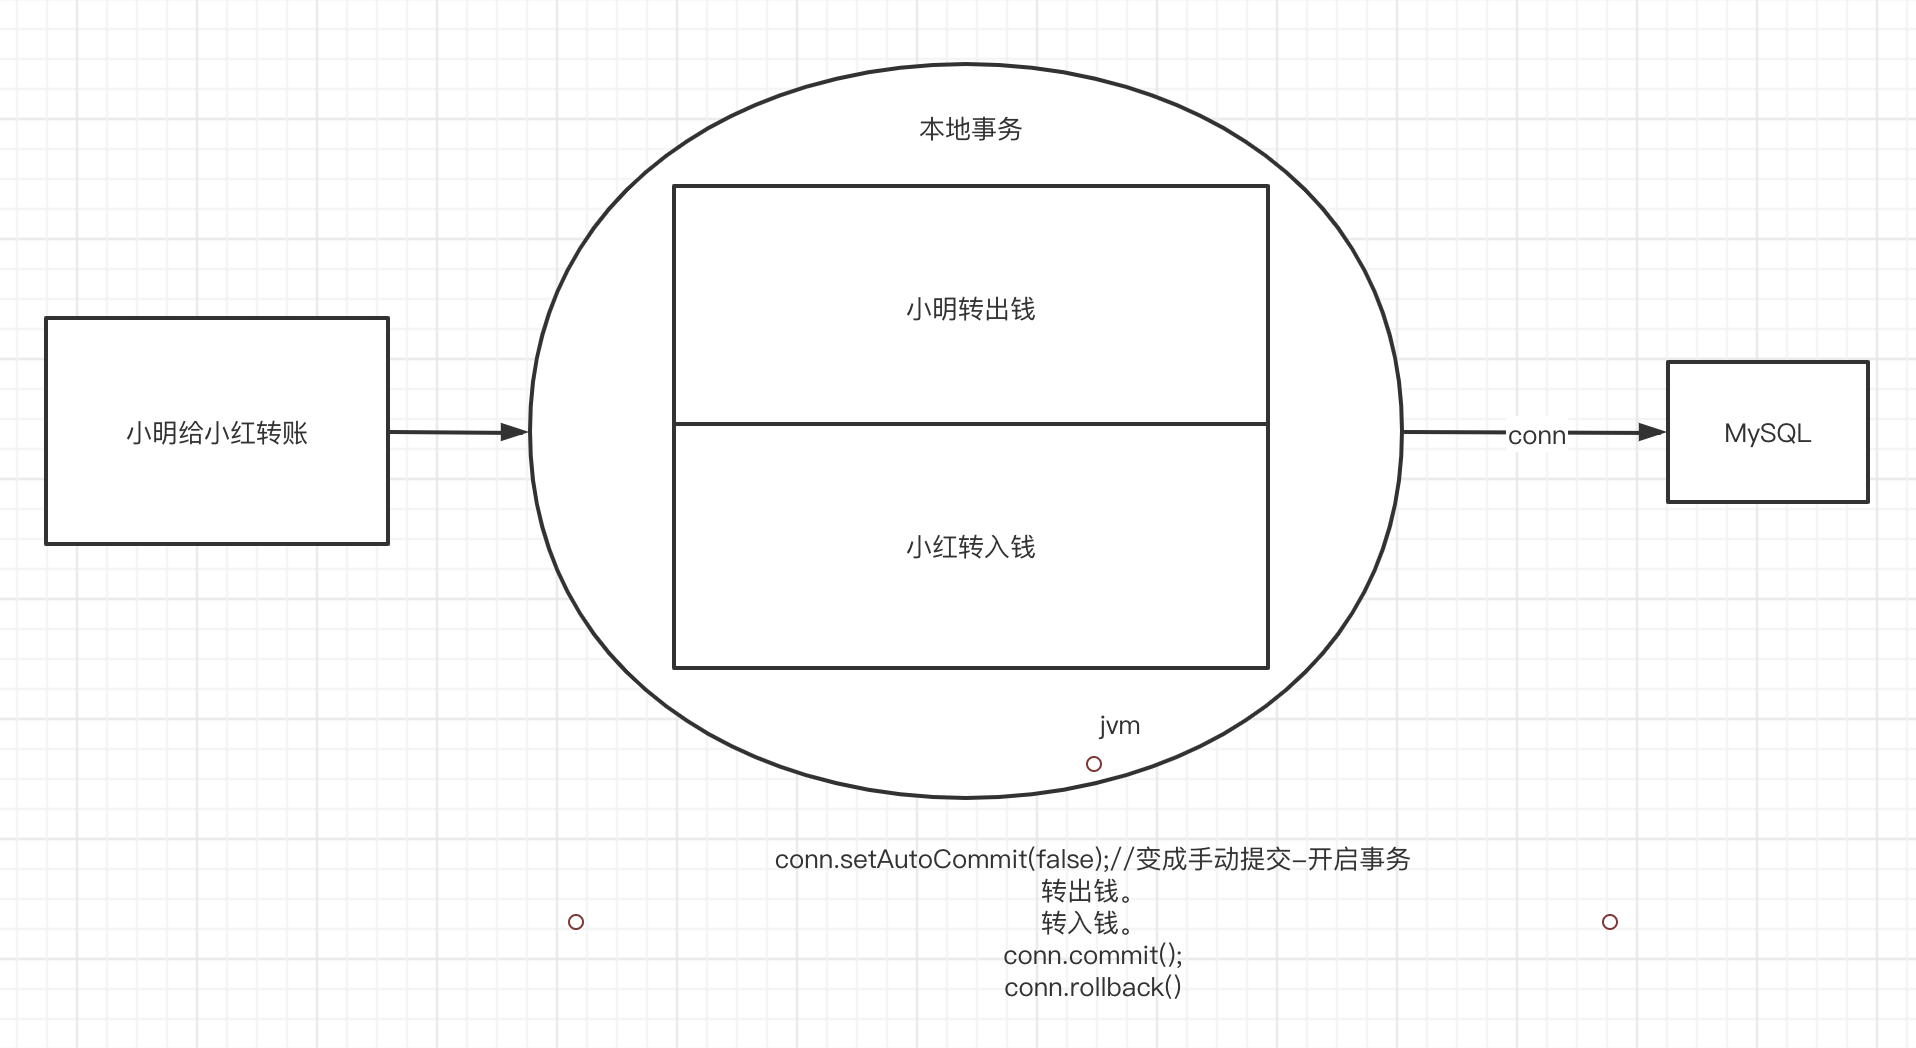 本地事务
小明转出钱
小明给小红转账
conn
MySQL
小红转入钱
jvm
conn.setAutoCommit(false);//变成手动提交-开启事务
转出钱。
转入钱。
conn.commit();
conn.rollback()